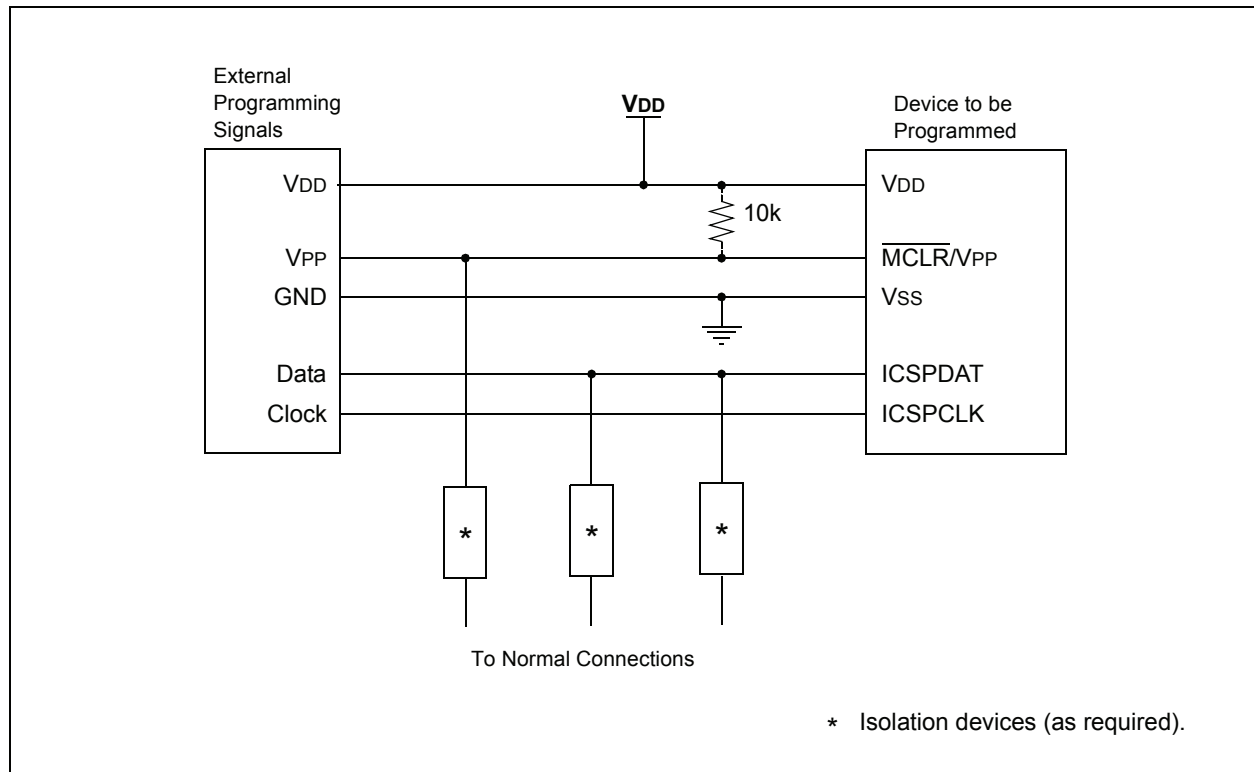 External
Programming
Signals
VDD
Device to be
Programmed
VDD
VDD
10k
VPP
MCLR/VPP
GND
VSS
Data
ICSPDAT
Clock
ICSPCLK
* * *
To Normal Connections
* Isolation devices (as required).